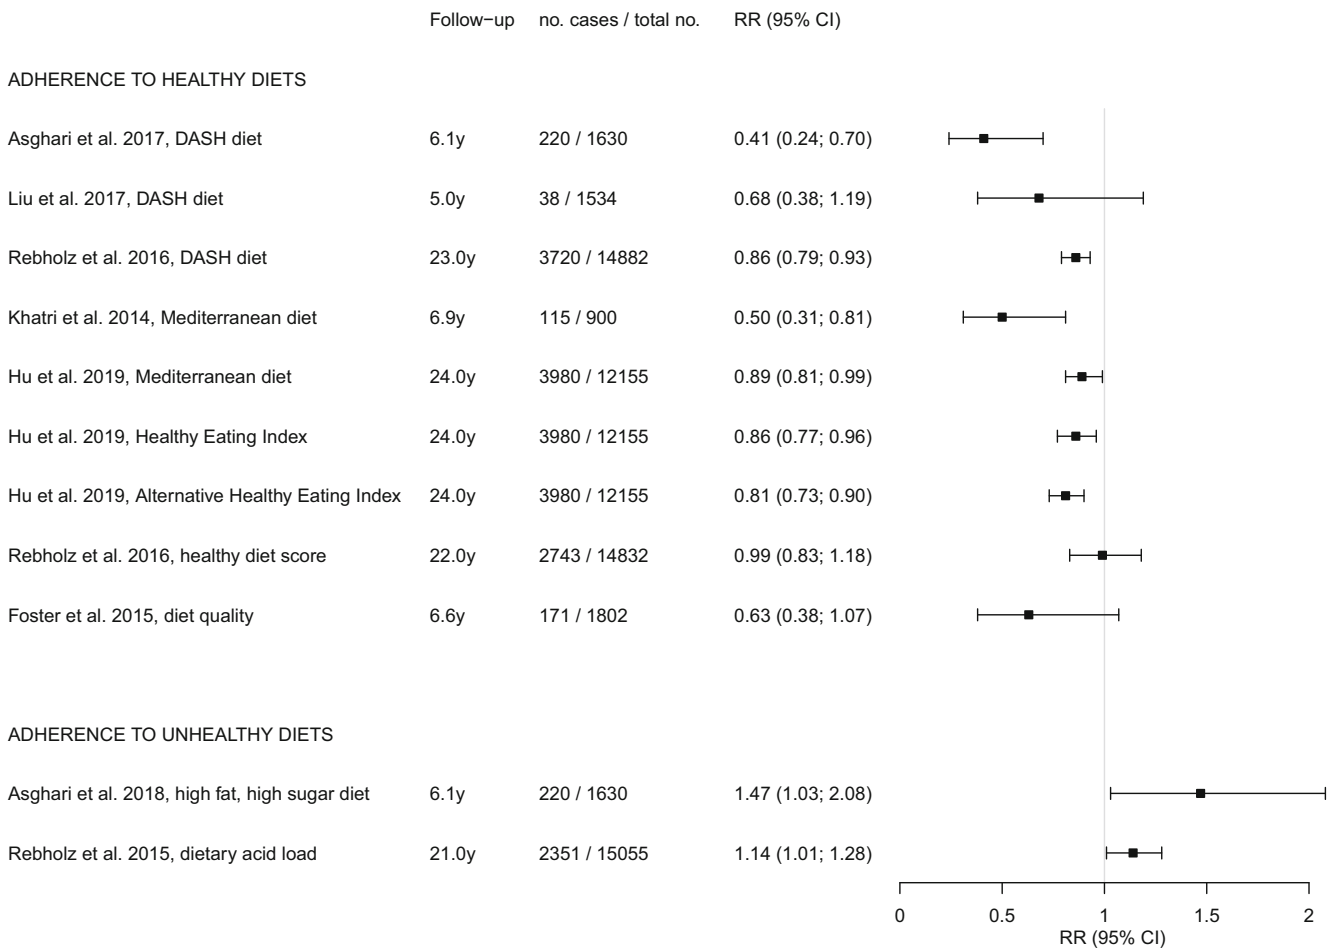 Follow−up no. cases / total no. RR (95% CI)
ADHERENCE TO HEALTHY DIETS
Asghari et al. 2017, DASH diet 6.1y 220 / 1630 0.41 (0.24; 0.70)
Liu et al. 2017, DASH diet 5.0y 38 / 1534 0.68 (0.38; 1.19)
Rebholz et al. 2016, DASH diet 23.0y 3720 / 14882 0.86 (0.79; 0.93)
Khatri et al. 2014, Mediterranean diet 6.9y 115 / 900 0.50 (0.31; 0.81)
Hu et al. 2019, Mediterranean diet 24.0y 3980 / 12155 0.89 (0.81; 0.99)
Hu et al. 2019, Healthy Eating Index 24.0y 3980 / 12155 0.86 (0.77; 0.96)
Hu et al. 2019, Alternative Healthy Eating Index 24.0y 3980 / 12155 0.81 (0.73; 0.90)
Rebholz et al. 2016, healthy diet score 22.0y 2743 / 14832 0.99 (0.83; 1.18)
Foster et al. 2015, diet quality 6.6y 171 / 1802 0.63 (0.38; 1.07)
ADHERENCE TO UNHEALTHY DIETS
Asghari et al. 2018, high fat, high sugar diet 6.1y 220 / 1630 1.47 (1.03; 2.08)
Rebholz et al. 2015, dietary acid load 21.0y 2351 / 15055 1.14 (1.01; 1.28)
0 0.5 1 1.5 2
RR (95% CI)